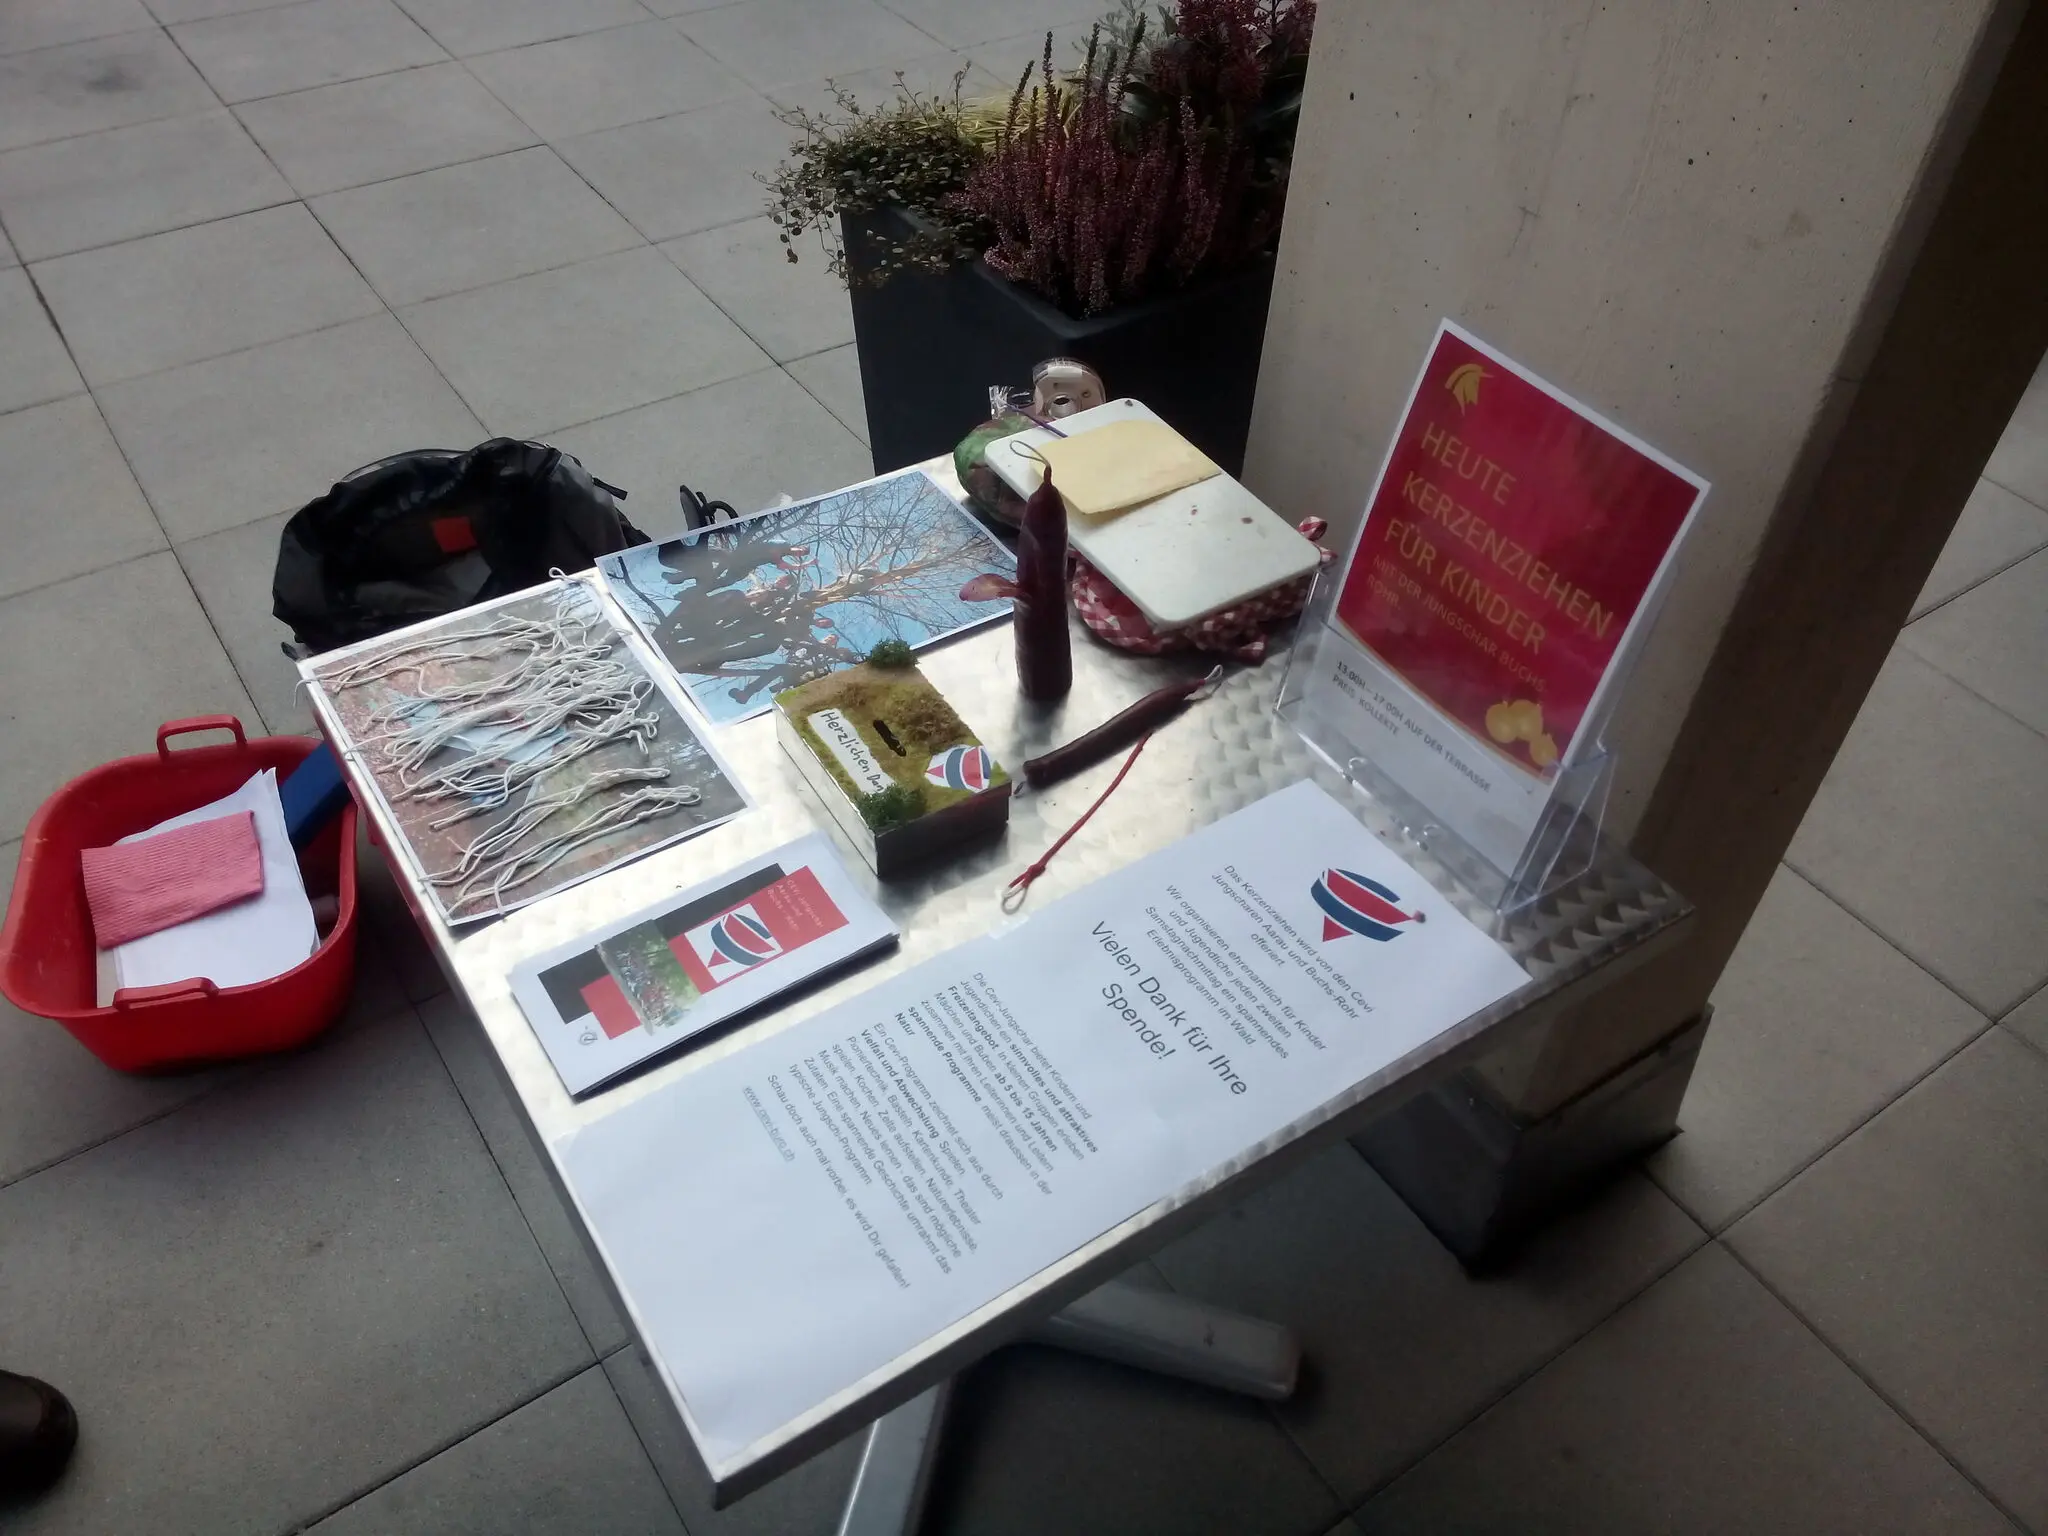 HEUTE
KERZENZIEHEN
FÜR KINDER
MIT DER JUNGSCHAR BUCHS-
ROHR
13.00H – 17.00H AUF DER TERRASSE
PREIS: KOLLEKTE
Herzlichen Dan
Das Kerzenziehen wird von den Cevi
Jungscharen Aarau und Buchs-Rohr
offeriert
Wir organisieren ehrenamtlich für Kinder
und Jugendliche jeden zweiten
Samstagnachmittag ein spannendes
Erlebnisprogramm im Wald
Vielen Dank für Ihre
Spende!
Die Cevi-Jungschar bietet Kindern und
Jugendlichen ein sinnvolles und attraktives
Freizeitangebot. In kleinen Gruppen erleben
Mädchen und Buben ab 5 bis 15 Jahren
zusammen mit ihren Leiterinnen und Leitern
spannende Programme meist draussen in der
Natur
Ein Cevi-Programm zeichnet sich aus durch
Vielfalt und Abwechslung. Spielen, Theater
spielen, Kochen, Zelte aufstellen, Naturerlebnisse,
Pioniertechnik, Basteln, Kartenkunde,
Musik machen, Neues lernen - das sind mögliche
Zutaten. Eine spannende Geschichte umrahmt das
typische Jungschi-Programm.
Schau doch auch mal vorbei, es wird Dir gefallen!